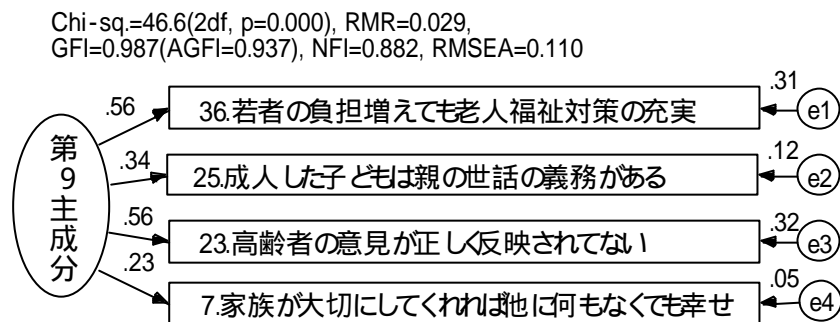 Chi-sq.=46.6(2df, p=0.000), RMR=0.029,
GFI=0.987(AGFI=0.937), NFI=0.882, RMSEA=0.110
第9主成分
.56
36.若者の負担増えても老人福祉対策の充実
.31
e1
.34
25.成人した子どもは親の世話の義務がある
.12
e2
.56
23.高齢者の意見が正しく反映されてない
.32
e3
.23
7.家族が大切にしてくれれば他に何もなくても幸せ
.05
e4